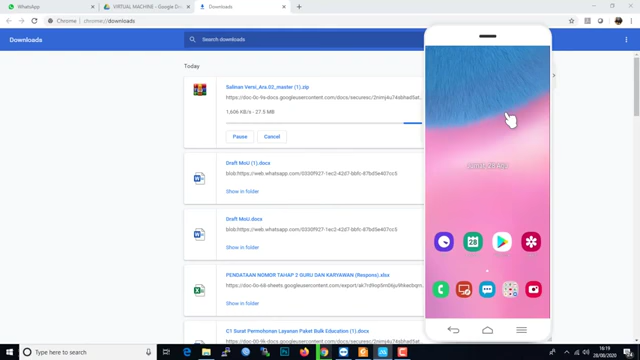 WhatsApp
VIRTUAL MACHINE - Google Dri
Downloads
Chrome | chrome://downloads
Downloads
Search downloads
Today
Salinan Versi_Ara.02_master (1).zip
1,606 KB/s - 27.5 MB
Pause
Cancel
Draft MoU (1).docx
Show in folder
Draft MoU.docx
Show in folder
PENDATAAN NOMOR TAHAP 2 GURU DAN KARYAWAN (Respons).xlsx
Show in folder
C1 Surat Permohonan Layanan Paket Bulk Education (1).docx
28
Type here to search
16:19
28/08/2020